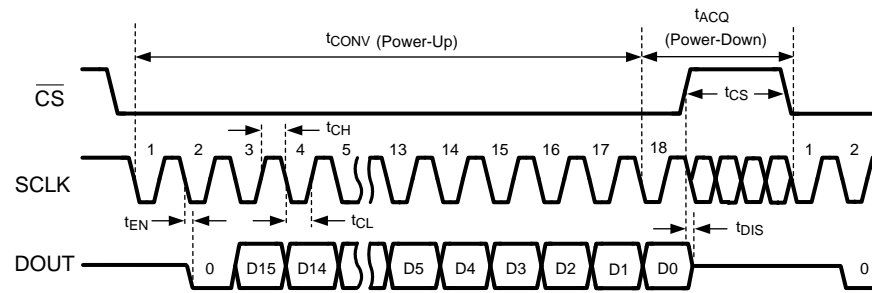 tCONV (Power-Up)
tACQ
(Power-Down)
CS
tCS
tCH
1 2 3 4 5 13 14 15 16 17 18 1 2
SCLK
tEN
tCL
tDIS
DOUT
0 D15 D14 D5 D4 D3 D2 D1 D0 0